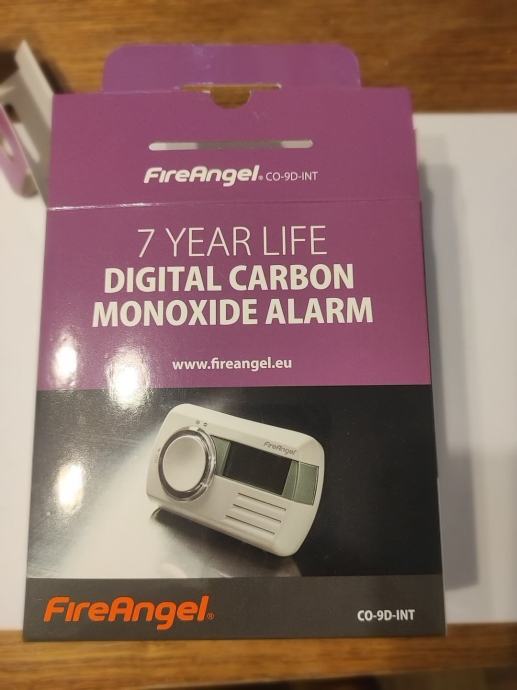 FireAngel® CO-9D-INT
7 YEAR LIFE
DIGITAL CARBON
MONOXIDE ALARM
www.fireangel.eu
FireAngel
FireAngel®
CO-9D-INT